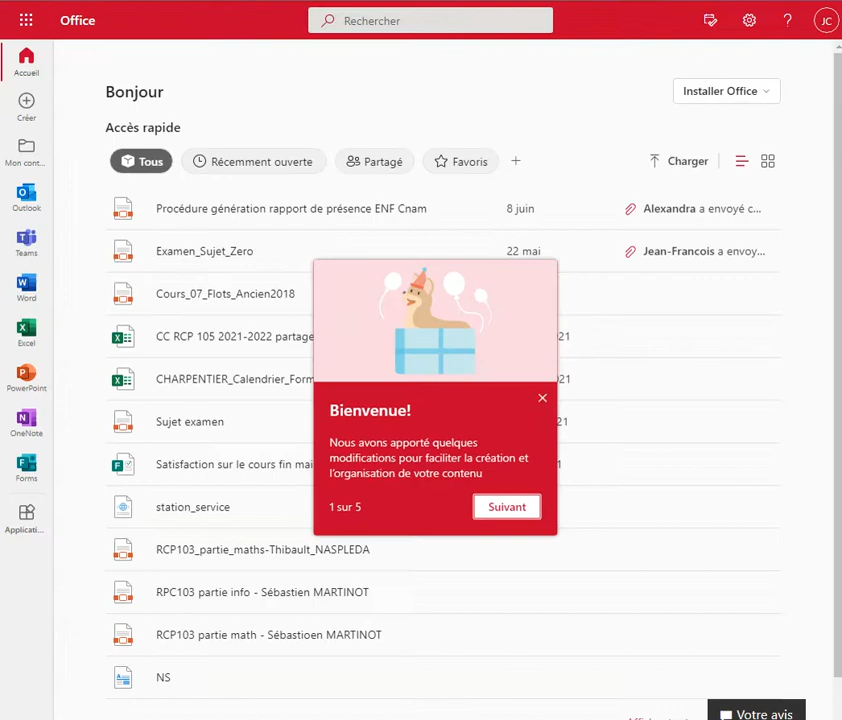 Office
Rechercher
JC
Accueil
Créer
Mon cont...
Outlook
Teams
Word
Excel
PowerPoint
OneNote
Forms
Applicati...
Bonjour
Installer Office
Accès rapide
Tous
Récemment ouverte
Partagé
Favoris
Charger
Procédure génération rapport de présence ENF Cnam 8 juin Alexandra a envoyé c...
Examen_Sujet_Zero 22 mai Jean-Francois a envoy...
Cours_07_Flots_Ancien2018
CC RCP 105 2021-2022 partage 21
CHARPENTIER_Calendrier_Form 21
Sujet examen 21
Satisfaction sur le cours fin mai
station_service
RCP103_partie_maths-Thibault_NASPLEDA
RPC103 partie info - Sébastien MARTINOT
RCP103 partie math - Sébastioen MARTINOT
NS
Bienvenue!
Nous avons apporté quelques
modifications pour faciliter la création et
l'organisation de votre contenu
1 sur 5
Suivant
Votre avis